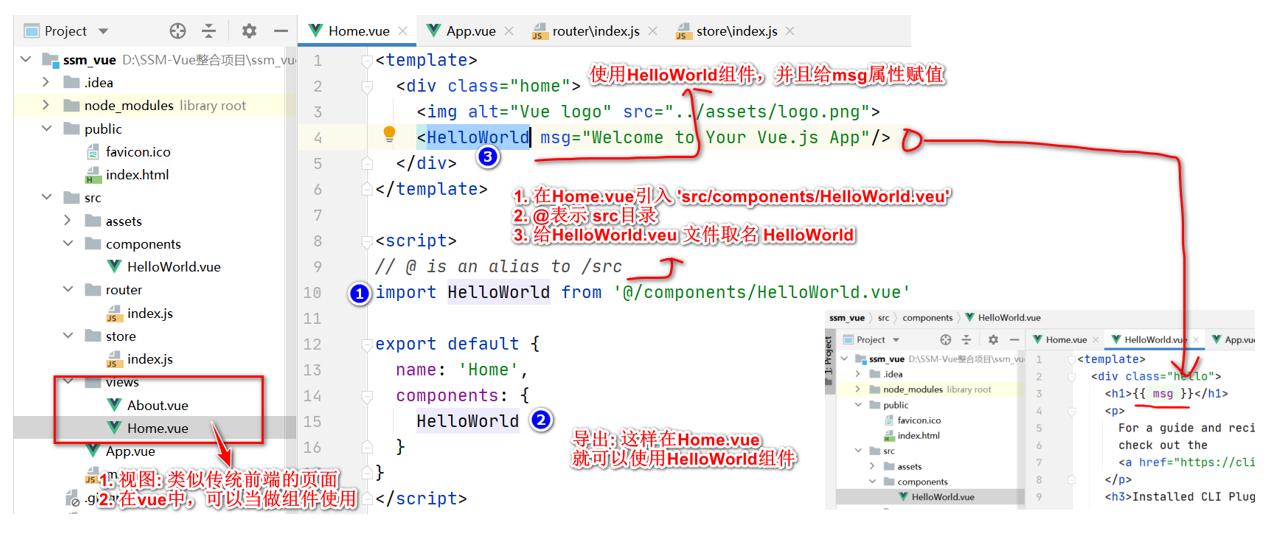 Project
Home.vue
App.vue
router\index.js
store\index.js
ssm_vue D:\SSM-Vue整合项目\ssm_vu
.idea
node_modules library root
public
favicon.ico
index.html
src
assets
components
HelloWorld.vue
router
index.js
store
index.js
views
About.vue
Home.vue
App.vue
1. 视图: 类似传统前端的页面
2. 在vue中，可以当做组件使用
1 <template>
2 <div class="home">
使用HelloWorld组件，并且给msg属性赋值
3 <img alt="Vue logo" src="../assets/logo.png">
4 <HelloWorld msg="Welcome to Your Vue.js App"/>
3
5 </div>
6 </template>
1. 在Home.vue引入 'src/components/HelloWorld.veu'
7
2. @表示 src目录
3. 给HelloWorld.veu 文件取名 HelloWorld
8 <script>
9 // @ is an alias to /src
10 1 import HelloWorld from '@/components/HelloWorld.vue'
11
12 export default {
13 name: 'Home',
14 components: {
15 HelloWorld 2
导出: 这样在Home.vue
就可以使用HelloWorld组件
16 }
}
</script>
ssm_vue src components HelloWorld.vue
1: Project
Project
Home.vue
HelloWorld.vue
App.vu
ssm_vue D:\SSM-Vue整合项目\ssm_vu
.idea
node_modules library root
public
favicon.ico
index.html
src
assets
components
HelloWorld.vue
1 <template>
2 <div class="hello">
3 <h1>{{ msg }}</h1>
4 <p>
5 For a guide and reci
6 check out the
7 <a href="https://cli
8 </p>
9 <h3>Installed CLI Plug